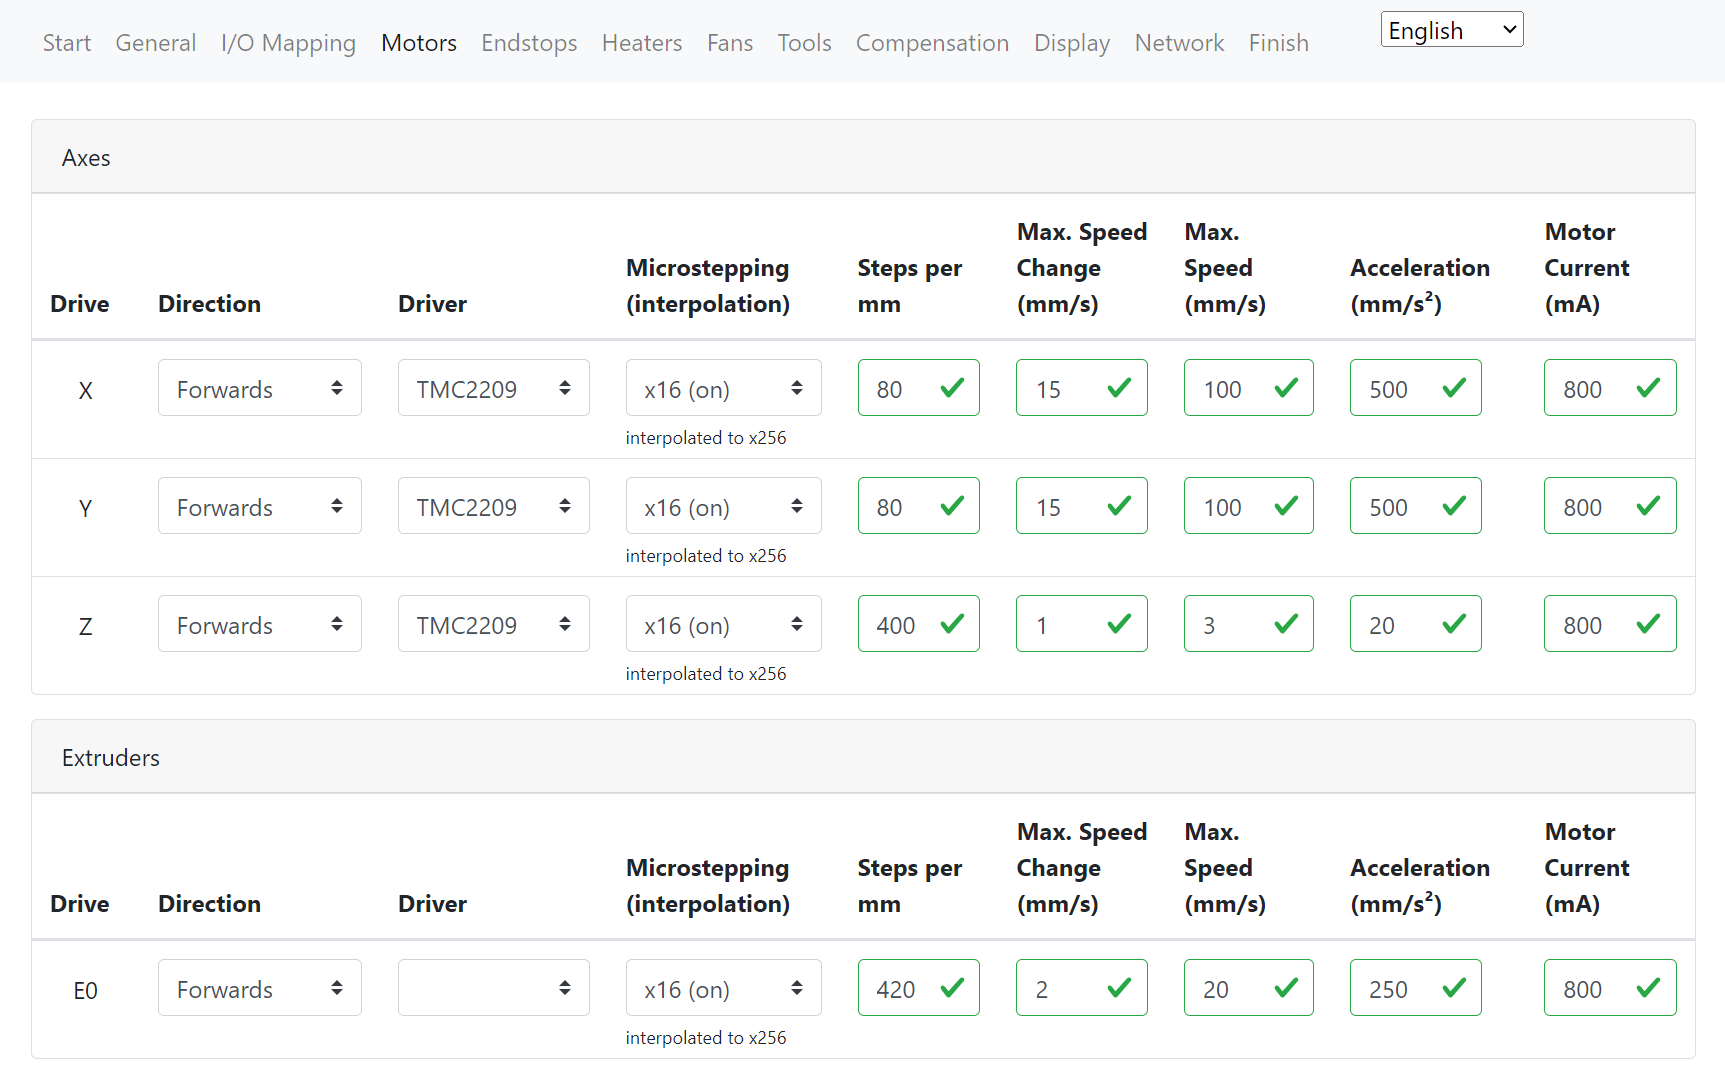 Start General I/O Mapping Motors Endstops Heaters Fans Tools Compensation Display Network Finish English
Axes
Drive Direction Driver Microstepping (interpolation) Steps per mm Max. Speed Change (mm/s) Max. Speed (mm/s) Acceleration (mm/s²) Motor Current (mA)
X Forwards TMC2209 x16 (on) 80 15 100 500 800
interpolated to x256
Y Forwards TMC2209 x16 (on) 80 15 100 500 800
interpolated to x256
Z Forwards TMC2209 x16 (on) 400 1 3 20 800
interpolated to x256
Extruders
Drive Direction Driver Microstepping (interpolation) Steps per mm Max. Speed Change (mm/s) Max. Speed (mm/s) Acceleration (mm/s²) Motor Current (mA)
E0 Forwards x16 (on) 420 2 20 250 800
interpolated to x256